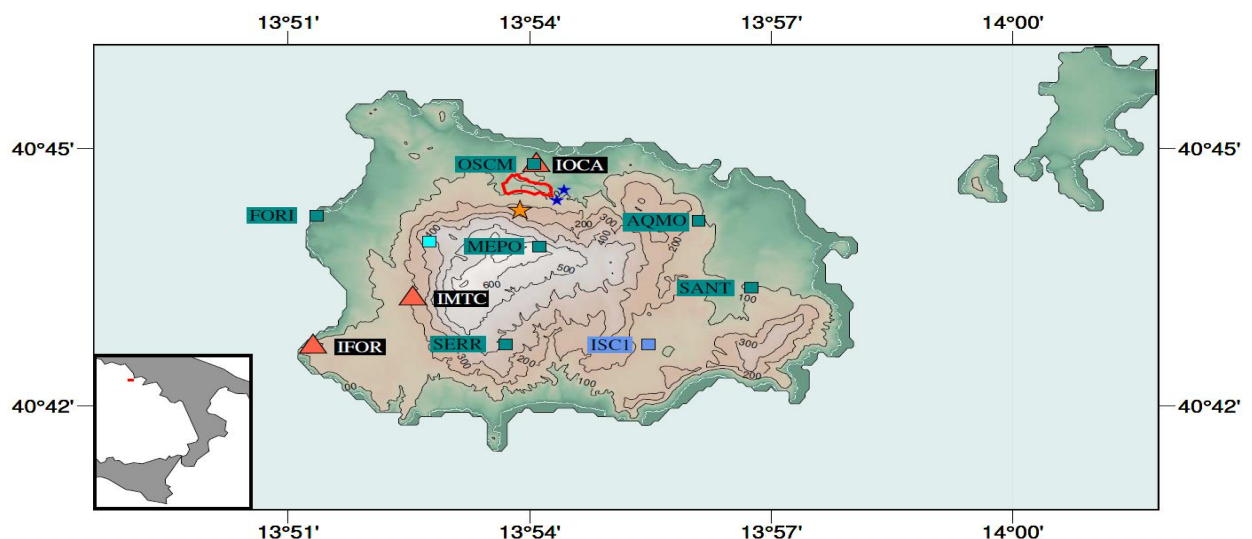 13°51' 13°54' 13°57' 14°00'
40°45' 40°45'
OSCM IOCA
FORI 200 300 AQMO
400 200
100 MEPO
500
600 SANT
IMTC 100
IFOR SERR ISC1
300 200 300
00 100 200
40°42' 40°42'
13°51' 13°54' 13°57' 14°00'